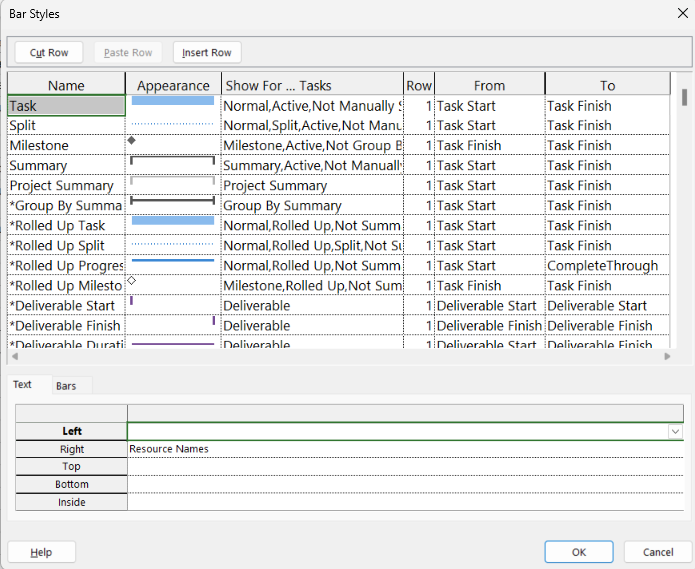 Bar Styles
Cut Row Paste Row Insert Row
Name Appearance Show For ... Tasks Row From To
Task Normal,Active,Not Manually S 1 Task Start Task Finish
Split Normal,Split,Active,Not Manu 1 Task Start Task Finish
Milestone Milestone,Active,Not Group B 1 Task Finish Task Finish
Summary Summary,Active,Not Manually 1 Task Start Task Finish
Project Summary Project Summary 1 Task Start Task Finish
*Group By Summa Group By Summary 1 Task Start Task Finish
*Rolled Up Task Normal,Rolled Up,Not Summ 1 Task Start Task Finish
*Rolled Up Split Normal,Rolled Up,Split,Not Su 1 Task Start Task Finish
*Rolled Up Progres Normal,Rolled Up,Not Summ 1 Task Start CompleteThrough
*Rolled Up Milesto Milestone,Rolled Up,Not Sum 1 Task Finish Task Finish
*Deliverable Start Deliverable 1 Deliverable Start Deliverable Start
*Deliverable Finish Deliverable 1 Deliverable Finish Deliverable Finish
*Deliverable Durati Deliverable 1 Deliverable Start Deliverable Finish
Text Bars
Left
Right Resource Names
Top
Bottom
Inside
Help OK Cancel